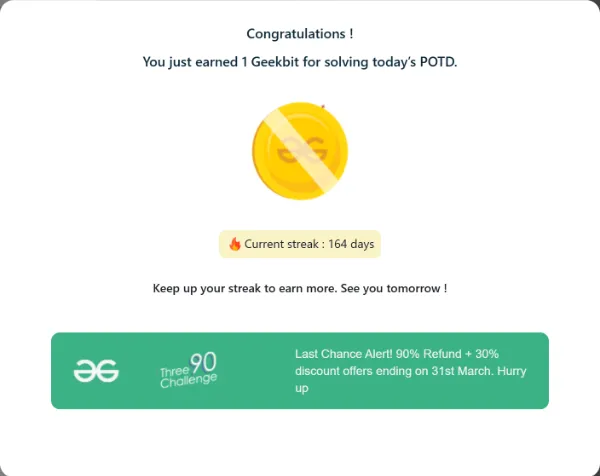 Congratulations !
You just earned 1 Geekbit for solving today's POTD.
Current streak : 164 days
Keep up your streak to earn more. See you tomorrow !
Three 90
Challenge
Last Chance Alert! 90% Refund + 30%
discount offers ending on 31st March. Hurry
up